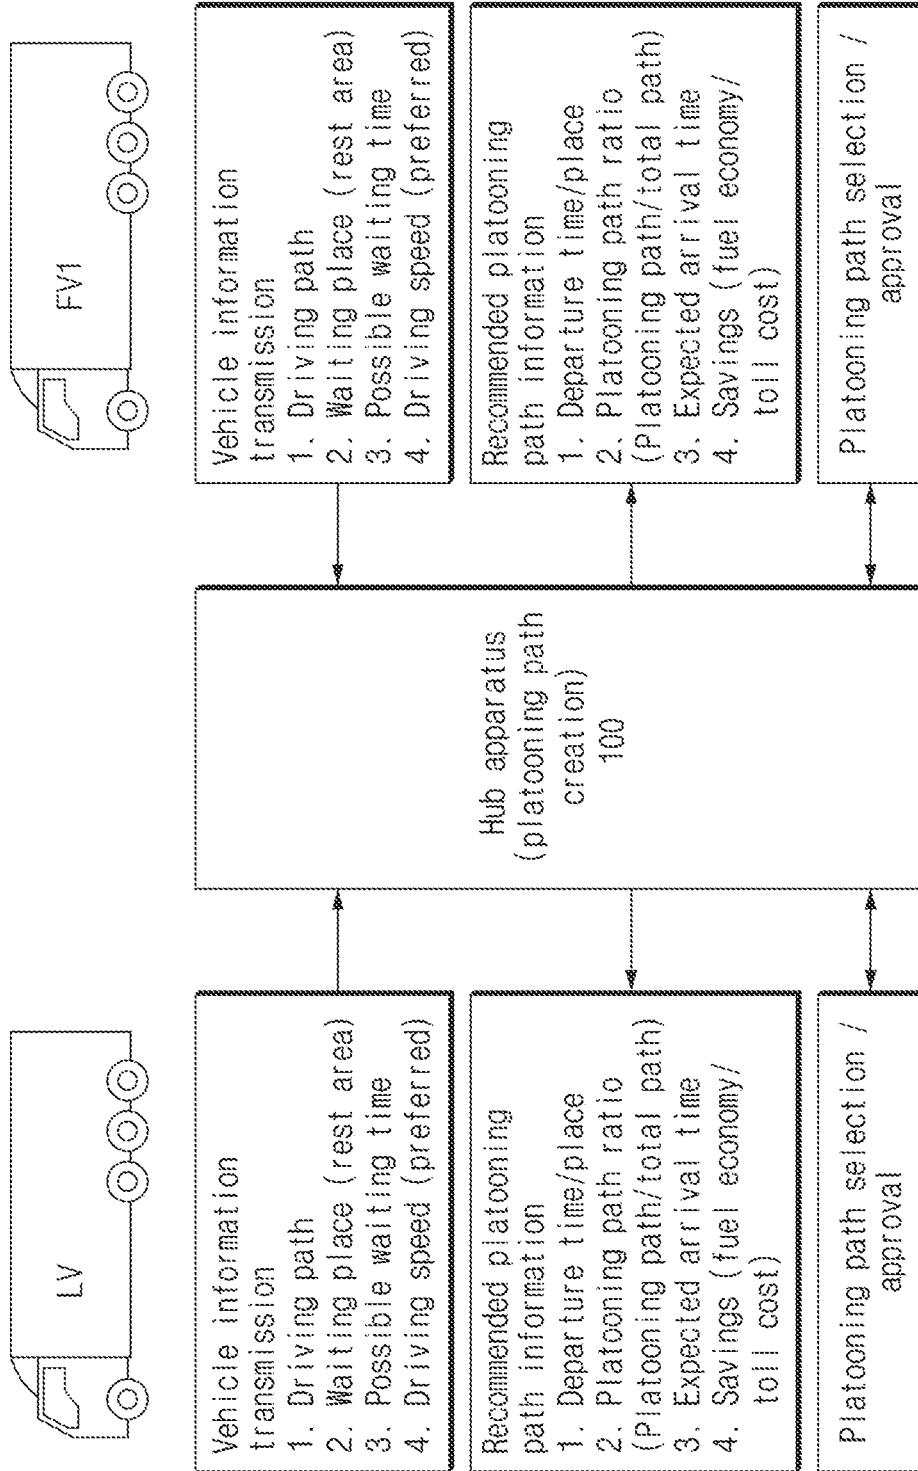 LV
Vehicle information
transmission
1. Driving path
2. Waiting place (rest area)
3. Possible waiting time
4. Driving speed (preferred)
Recommended platooning
path information
1. Departure time/place
2. Platooning path ratio
(Platooning path/total path)
3. Expected arrival time
4. Savings (fuel economy/
toll cost)
Platooning path selection /
approval
Hub apparatus
(platooning path
creation)
100
FV1
Vehicle information
transmission
1. Driving path
2. Waiting place (rest area)
3. Possible waiting time
4. Driving speed (preferred)
Recommended platooning
path information
1. Departure time/place
2. Platooning path ratio
(Platooning path/total path)
3. Expected arrival time
4. Savings (fuel economy/
toll cost)
Platooning path selection /
approval